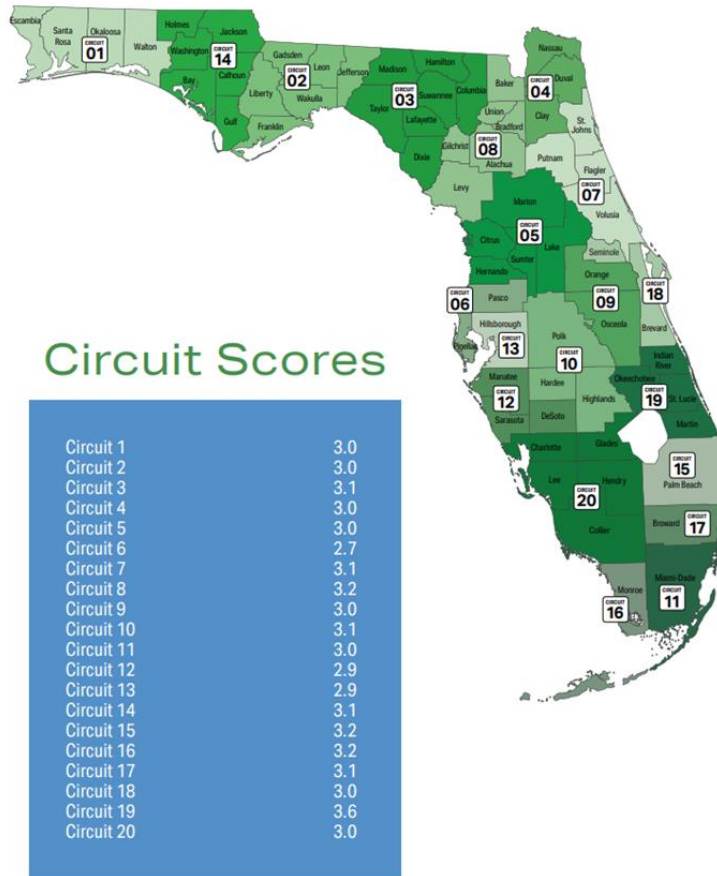 Escambia
Santa Rosa
Okaloosa
Walton
CIRCUIT 01
Holmes
Jackson
Washington
Bay
Calhoun
Gulf
CIRCUIT 14
Gadsden
Leon
Jefferson
Liberty
Wakulla
Franklin
CIRCUIT 02
Madison
Hamilton
Taylor
Suwannee
Columbia
Lafayette
Dixie
CIRCUIT 03
Nassau
Duval
Clay
CIRCUIT 04
Baker
Union
Bradford
Gilchrist
Alachua
Levy
CIRCUIT 08
St. Johns
Putnam
Flagler
Volusia
CIRCUIT 07
Marion
Citrus
Sumter
Lake
Hernando
CIRCUIT 05
Seminole
Brevard
CIRCUIT 18
Orange
Osceola
CIRCUIT 09
Pasco
Pinellas
CIRCUIT 06
Hillsborough
CIRCUIT 13
Polk
Hardee
Highlands
CIRCUIT 10
Manatee
Sarasota
DeSoto
CIRCUIT 12
Indian River
Okeechobee
St. Lucie
Martin
CIRCUIT 19
Charlotte
Glades
Lee
Hendry
Collier
CIRCUIT 20
CIRCUIT 15
Palm Beach
Broward
CIRCUIT 17
Monroe
CIRCUIT 16
Miami-Dade
CIRCUIT 11
Circuit Scores
Circuit 1 3.0
Circuit 2 3.0
Circuit 3 3.1
Circuit 4 3.0
Circuit 5 3.0
Circuit 6 2.7
Circuit 7 3.1
Circuit 8 3.2
Circuit 9 3.0
Circuit 10 3.1
Circuit 11 3.0
Circuit 12 2.9
Circuit 13 2.9
Circuit 14 3.1
Circuit 15 3.2
Circuit 16 3.2
Circuit 17 3.1
Circuit 18 3.0
Circuit 19 3.6
Circuit 20 3.0